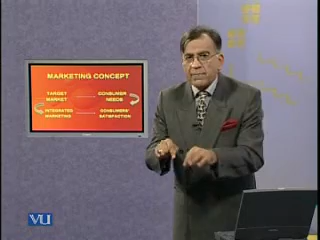 MARKETING CONCEPT
TARGET MARKET
CONSUMER NEEDS
INTEGRATED MARKETING
CONSUMERS' SATISFACTION
VU